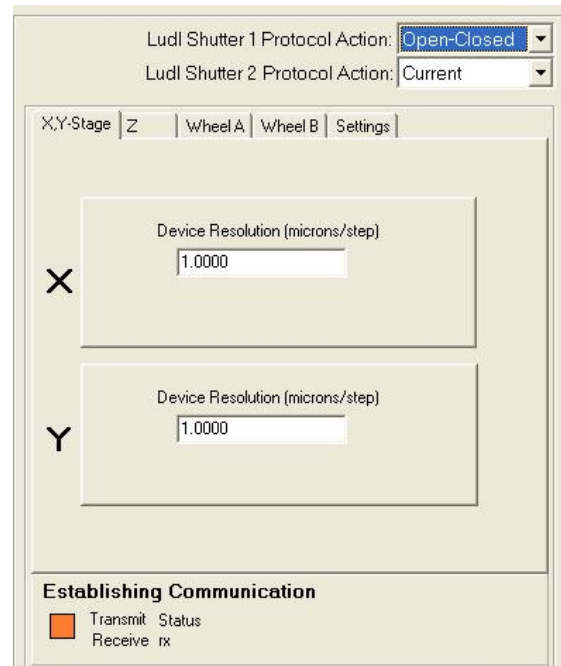 Ludl Shutter 1 Protocol Action: Open-Closed
Ludl Shutter 2 Protocol Action: Current
X,Y-Stage Z Wheel A Wheel B Settings
Device Resolution (microns/step)
1.0000
X
Device Resolution (microns/step)
1.0000
Y
Establishing Communication
Transmit Status
Receive rx